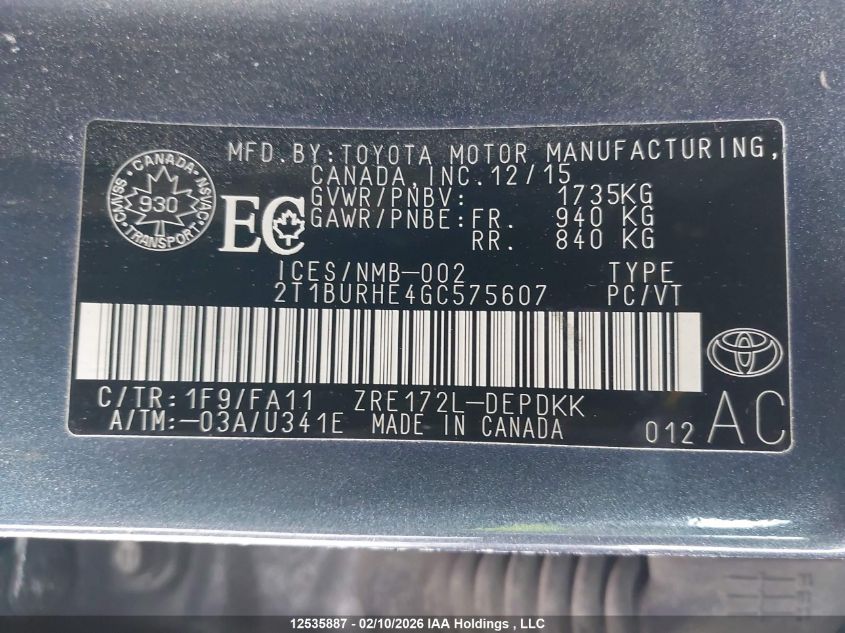 MFD.BY:TOYOTA MOTOR MANUFACTURING,
CANADA,INC.12/15
GVWR/PNBV: 1735KG
GAWR/PNBE:FR. 940 KG
RR. 840 KG
CANADA
CMVSS NSVAC
930
TRANSPORT
EC
ICES/NMB-002 TYPE
2T1BURHE4GC575607 PC/VT
C/TR:1F9/FA11 ZRE172L-DEPDKK
A/TM:-03A/U341E MADE IN CANADA 012 AC
12535887 - 02/10/2026 IAA Holdings , LLC